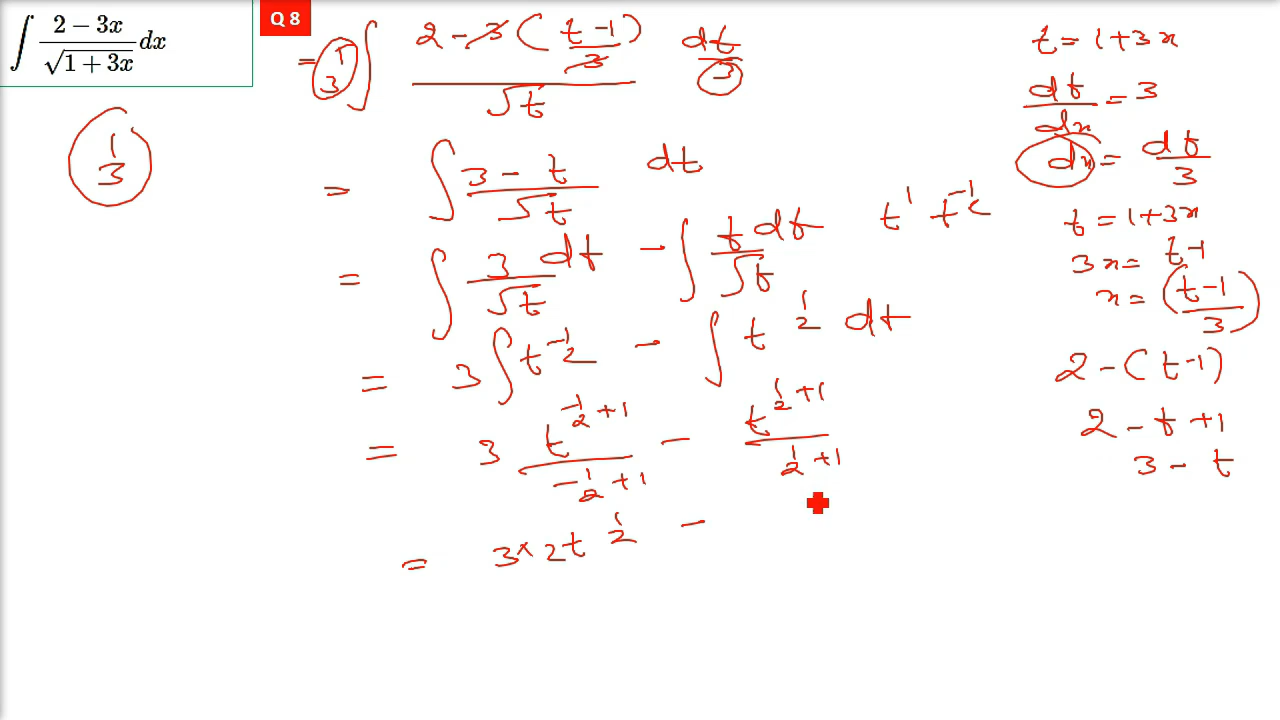 ∫ (2 − 3x)/√(1 + 3x) dx
Q 8
= 1/3 ∫ (2 − 3((t−1)/3))/√t dt/3
1/3
= ∫ (3 − t)/√t dt
= ∫ 3/√t dt − ∫ t/√t dt
t^1 t^(−1/2)
= 3 ∫ t^(−1/2) − ∫ t^(1/2) dt
= 3 t^(−1/2 +1)/(−1/2 +1) − t^(1/2 +1)/(1/2 +1)
= 3×2t^(1/2) −
t = 1+3x
dt/dx = 3
dx = dt/3
t = 1+3x
3x = t−1
x = ((t−1)/3)
2 − (t−1)
2 − t +1
3 − t